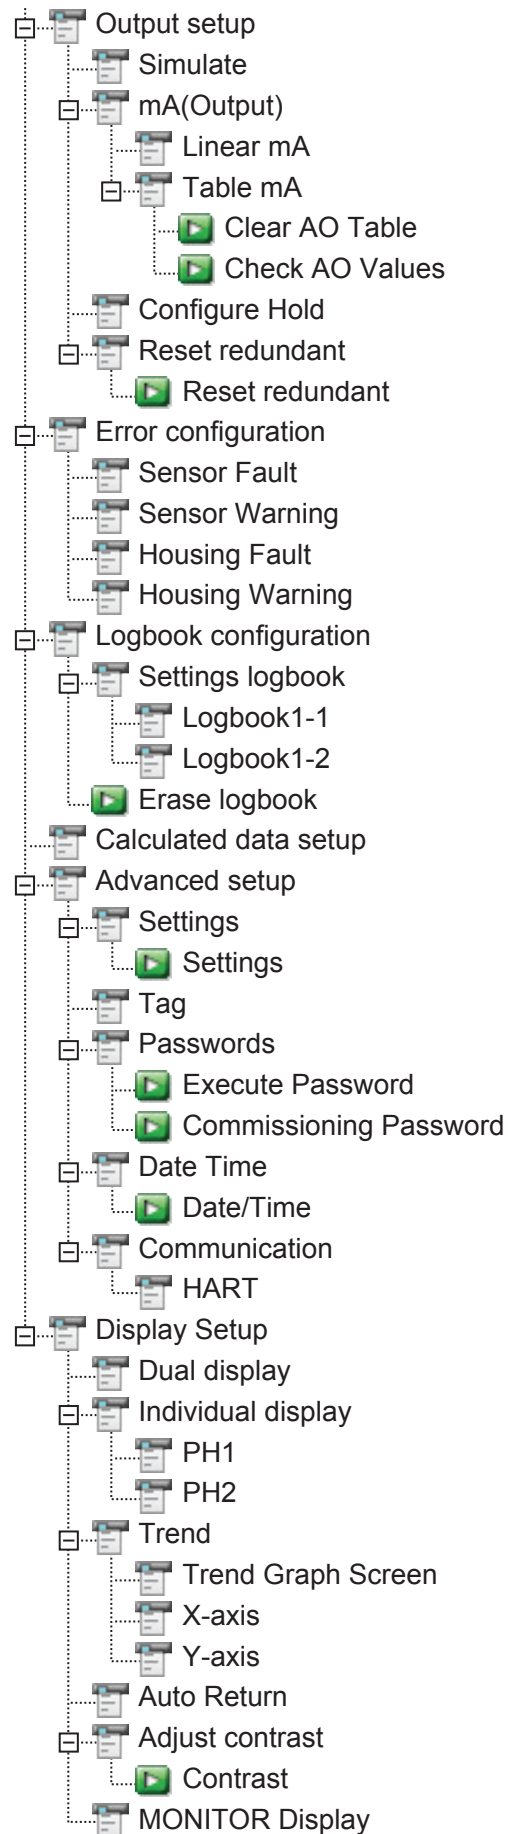 Output setup
Simulate
mA(Output)
Linear mA
Table mA
Clear AO Table
Check AO Values
Configure Hold
Reset redundant
Reset redundant
Error configuration
Sensor Fault
Sensor Warning
Housing Fault
Housing Warning
Logbook configuration
Settings logbook
Logbook1-1
Logbook1-2
Erase logbook
Calculated data setup
Advanced setup
Settings
Settings
Tag
Passwords
Execute Password
Commissioning Password
Date Time
Date/Time
Communication
HART
Display Setup
Dual display
Individual display
PH1
PH2
Trend
Trend Graph Screen
X-axis
Y-axis
Auto Return
Adjust contrast
Contrast
MONITOR Display